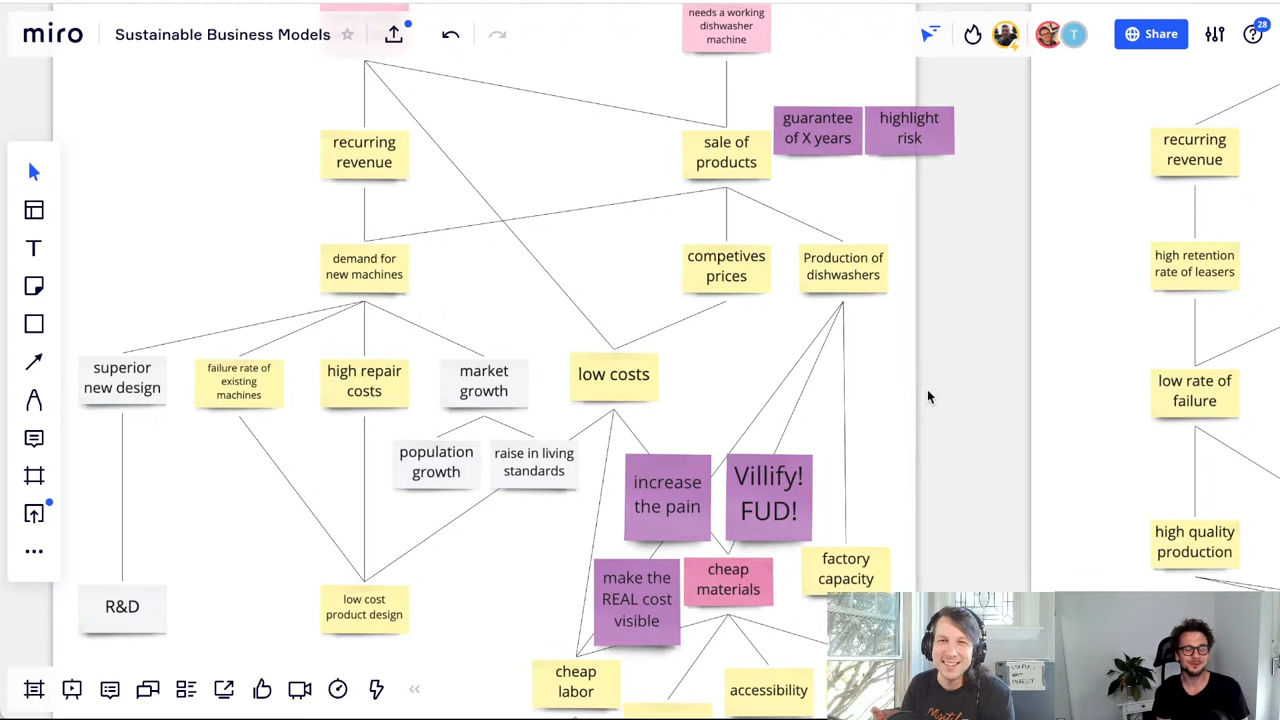 needs a working
dishwasher
machine
miro
Sustainable Business Models
T
Share
28
recurring
revenue
sale of
products
guarantee
of X years
highlight
risk
recurring
revenue
demand for
new machines
competives
prices
Production of
dishwashers
high retention
rate of leasers
superior
new design
failure rate of
existing
machines
high repair
costs
market
growth
low costs
low rate of
failure
population
growth
raise in living
standards
increase
the pain
Villify!
FUD!
high quality
production
factory
capacity
make the
REAL cost
visible
cheap
materials
R&D
low cost
product design
cheap
labor
accessibility